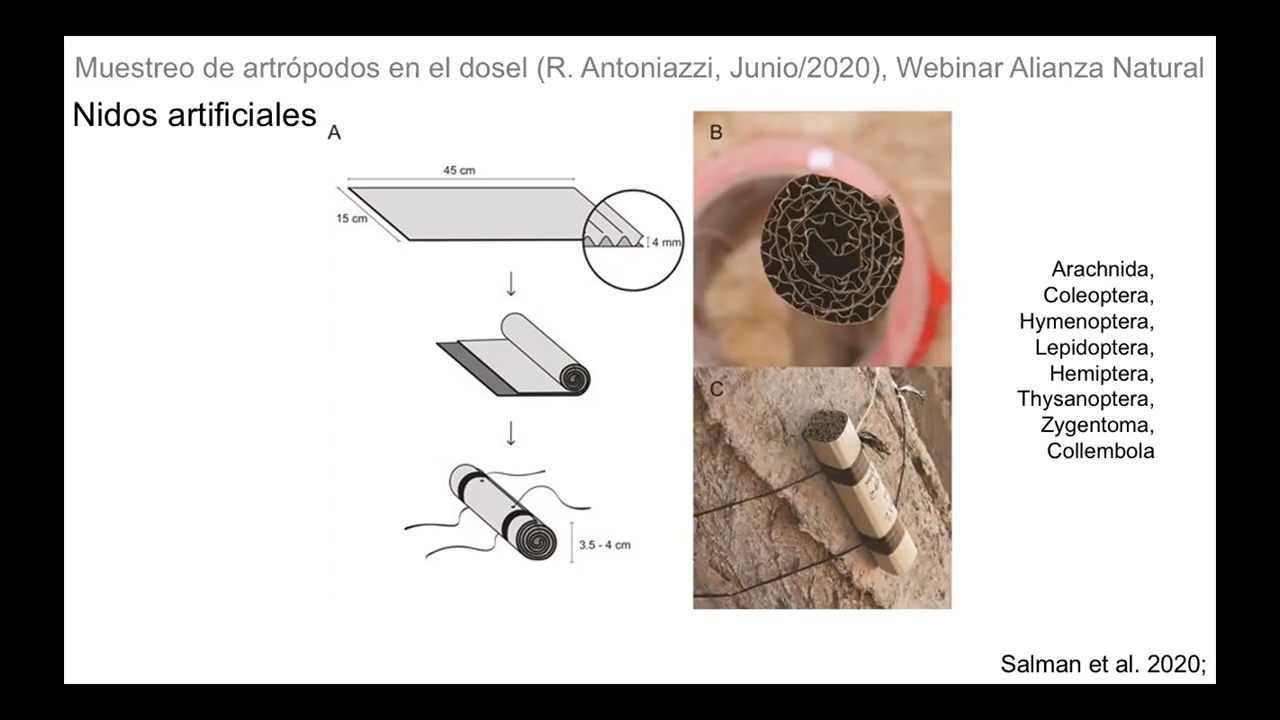 Muestreo de artrópodos en el dosel (R. Antoniazzi, Junio/2020), Webinar Alianza Natural
Nidos artificiales
A
45 cm
15 cm
4 mm
3.5 - 4 cm
B
C
Arachnida,
Coleoptera,
Hymenoptera,
Lepidoptera,
Hemiptera,
Thysanoptera,
Zygentoma,
Collembola
Salman et al. 2020;